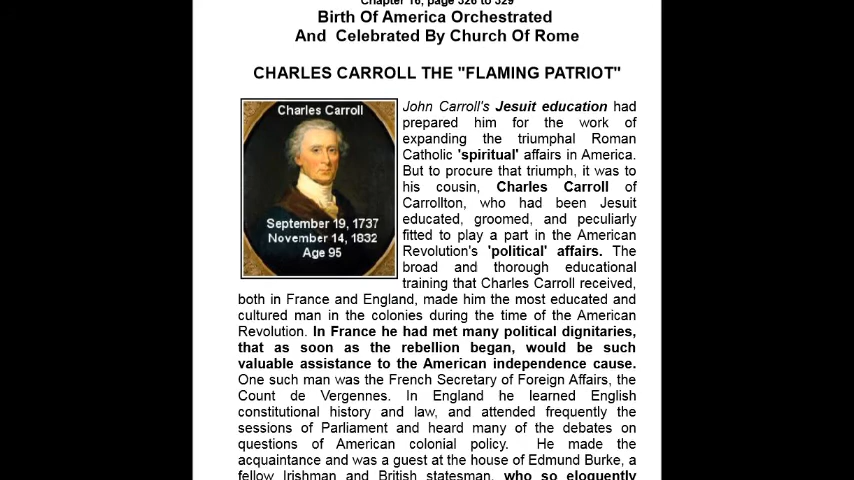 Chapter 16, page 326 to 329
Birth Of America Orchestrated
And Celebrated By Church Of Rome
CHARLES CARROLL THE "FLAMING PATRIOT"
Charles Carroll
September 19, 1737
November 14, 1832
Age 95
John Carroll's Jesuit education had
prepared him for the work of
expanding the triumphal Roman
Catholic 'spiritual' affairs in America.
But to procure that triumph, it was to
his cousin, Charles Carroll of
Carrollton, who had been Jesuit
educated, groomed, and peculiarly
fitted to play a part in the American
Revolution's 'political' affairs. The
broad and thorough educational
training that Charles Carroll received,
both in France and England, made him the most educated and
cultured man in the colonies during the time of the American
Revolution. In France he had met many political dignitaries,
that as soon as the rebellion began, would be such
valuable assistance to the American independence cause.
One such man was the French Secretary of Foreign Affairs, the
Count de Vergennes. In England he learned English
constitutional history and law, and attended frequently the
sessions of Parliament and heard many of the debates on
questions of American colonial policy. He made the
acquaintance and was a guest at the house of Edmund Burke, a
fellow Irishman and British statesman, who so eloquently